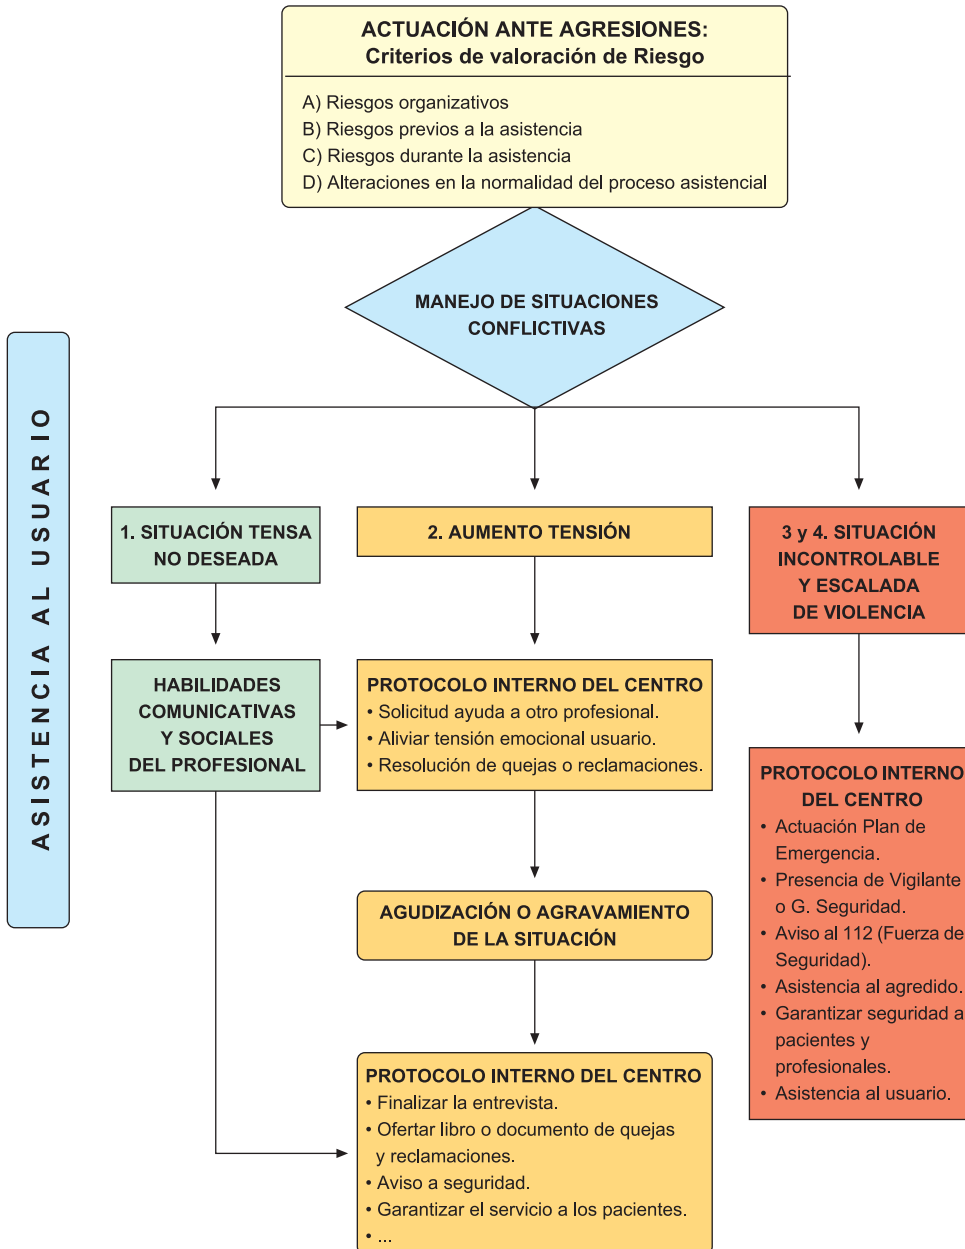 ACTUACIÓN ANTE AGRESIONES:
Criterios de valoración de Riesgo
A) Riesgos organizativos
B) Riesgos previos a la asistencia
C) Riesgos durante la asistencia
D) Alteraciones en la normalidad del proceso asistencial
MANEJO DE SITUACIONES
CONFLICTIVAS
ASISTENCIA AL USUARIO
1. SITUACIÓN TENSA
NO DESEADA
2. AUMENTO TENSIÓN
3 y 4. SITUACIÓN
INCONTROLABLE
Y ESCALADA
DE VIOLENCIA
HABILIDADES
COMUNICATIVAS
Y SOCIALES
DEL PROFESIONAL
PROTOCOLO INTERNO DEL CENTRO
• Solicitud ayuda a otro profesional.
• Aliviar tensión emocional usuario.
• Resolución de quejas o reclamaciones.
PROTOCOLO INTERNO
DEL CENTRO
• Actuación Plan de
Emergencia.
• Presencia de Vigilante
o G. Seguridad.
• Aviso al 112 (Fuerza de
Seguridad).
• Asistencia al agredido.
• Garantizar seguridad a
pacientes y
profesionales.
• Asistencia al usuario.
AGUDIZACIÓN O AGRAVAMIENTO
DE LA SITUACIÓN
PROTOCOLO INTERNO DEL CENTRO
• Finalizar la entrevista.
• Ofertar libro o documento de quejas
y reclamaciones.
• Aviso a seguridad.
• Garantizar el servicio a los pacientes.
• ...